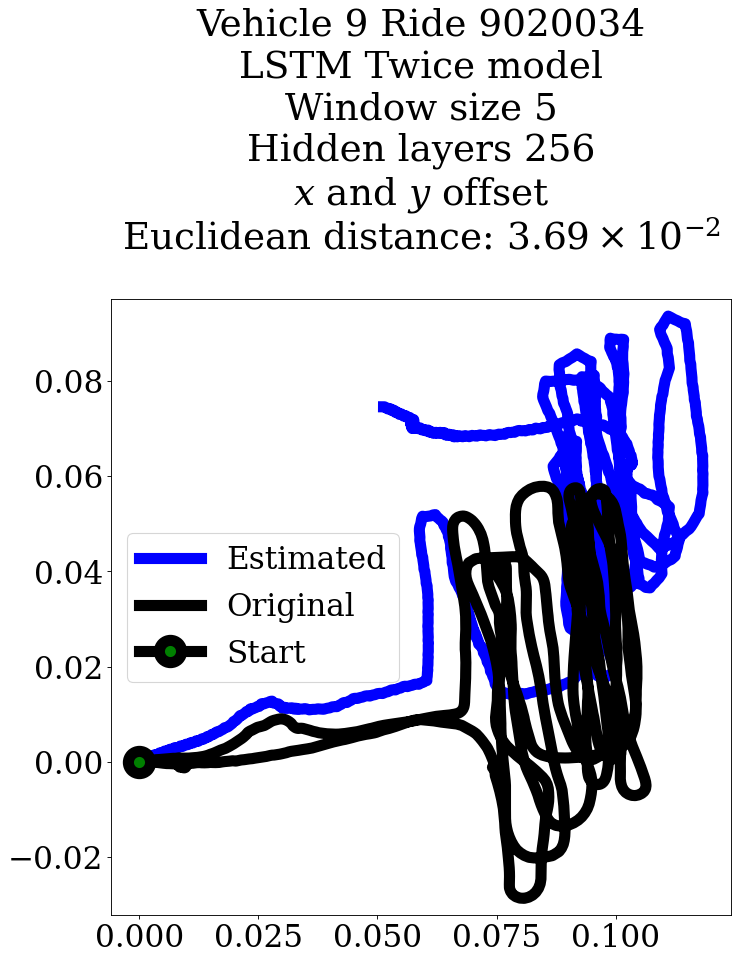 Vehicle 9 Ride 9020034
LSTM Twice model
Window size 5
Hidden layers 256
x and y offset
Euclidean distance: 3.69 × 10⁻²
0.08
0.06
0.04
0.02
0.00
−0.02
Estimated
Original
Start
0.000 0.025 0.050 0.075 0.100